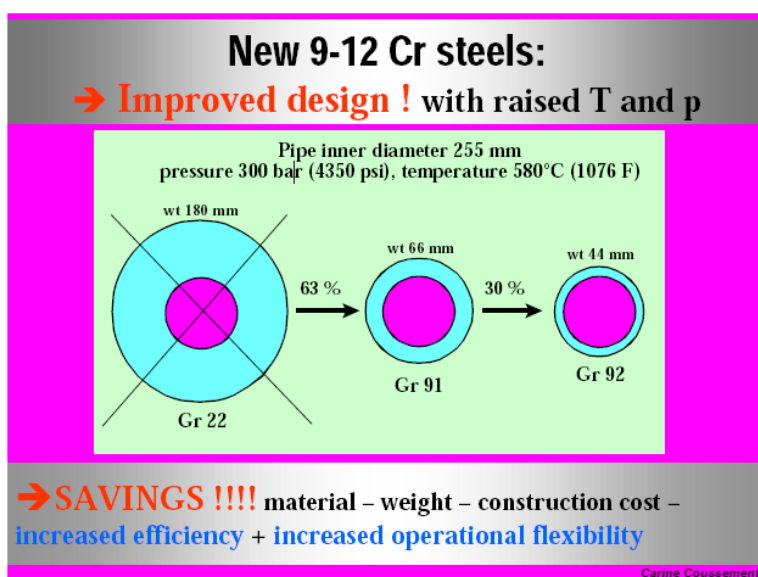 New 9-12 Cr steels:
➔ Improved design ! with raised T and p
Pipe inner diameter 255 mm
pressure 300 bar (4350 psi), temperature 580°C (1076 F)
wt 180 mm
wt 66 mm
wt 44 mm
63 %
30 %
Gr 22
Gr 91
Gr 92
➔SAVINGS !!!! material – weight – construction cost –
increased efficiency + increased operational flexibility
Carine Coussement